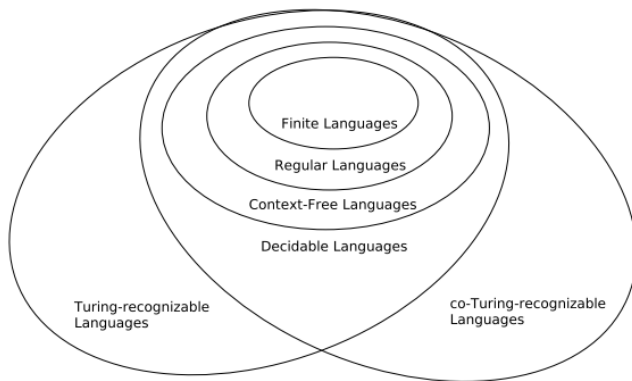 Finite Languages
Regular Languages
Context-Free Languages
Decidable Languages
Turing-recognizable
Languages
co-Turing-recognizable
Languages